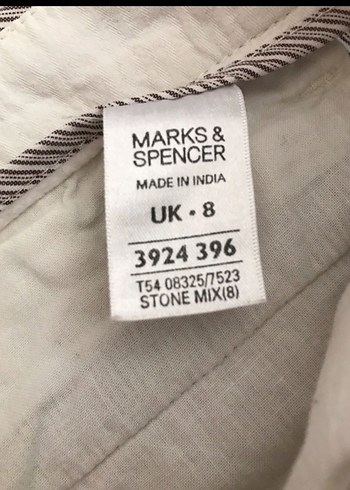 MARKS &
SPENCER
MADE IN INDIA
UK • 8
3924 396
T54 08325/7523
STONE MIX(8)